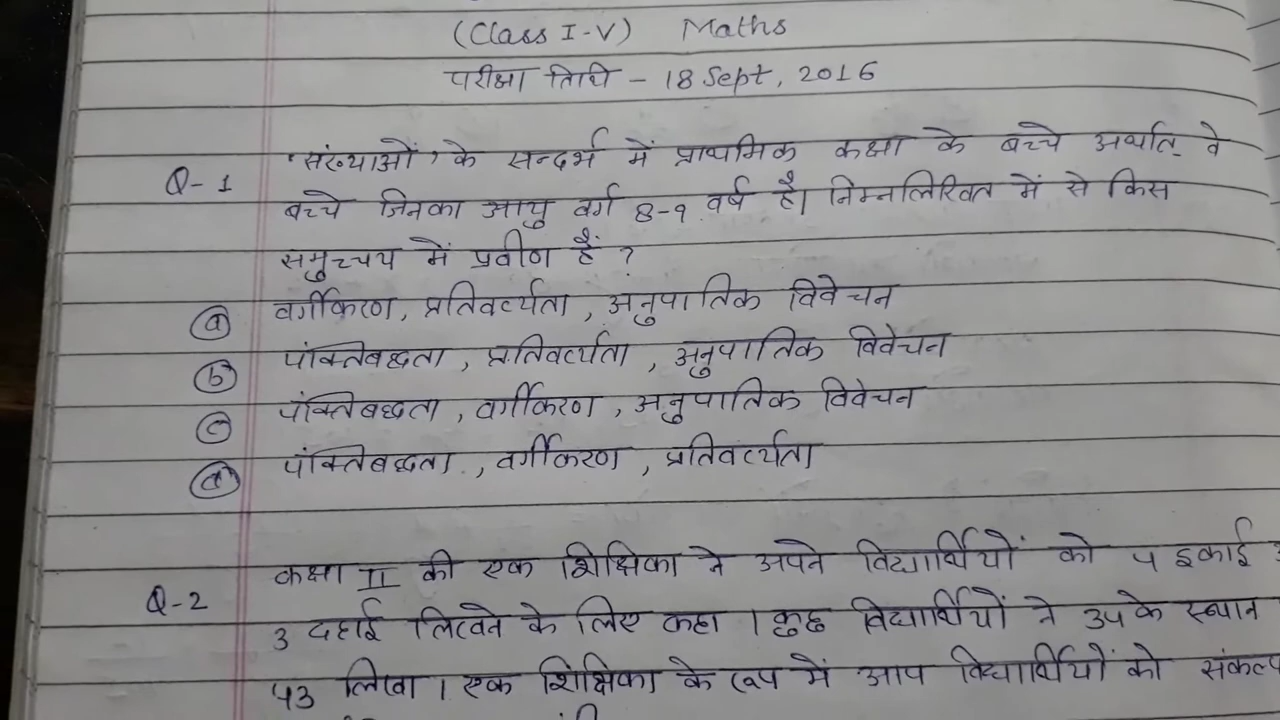 (Class I-V) Maths
परीक्षा तिथि - 18 Sept, 2016
Q-1 'संख्याओं' के सन्दर्भ में प्राथमिक कक्षा के बच्चे अर्थात् वे
बच्चे जिनका आयु वर्ग 8-9 वर्ष है। निम्नलिखित में से किस
समुच्चय में प्रवीण हैं ?
(a) वर्गीकरण, प्रतिवर्त्यता, अनुपातिक विवेचन
(b) पंक्तिबद्धता, प्रतिवर्त्यता, अनुपातिक विवेचन
(c) पंक्तिबद्धता, वर्गीकरण, अनुपातिक विवेचन
(d) पंक्तिबद्धता, वर्गीकरण, प्रतिवर्त्यता
Q-2 कक्षा II की एक शिक्षिका ने अपने विद्यार्थियों को 4 इकाई
3 दहाई लिखने के लिए कहा । कुछ विद्यार्थियों ने 34 के स्थान
43 लिखा । एक शिक्षिका के रूप में आप विद्यार्थियों को संकल्प